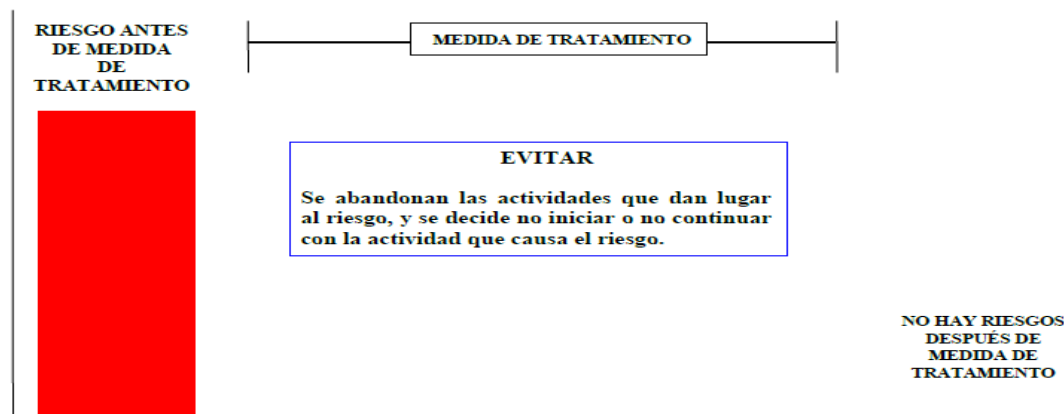 RIESGO ANTES
DE MEDIDA
DE
TRATAMIENTO
MEDIDA DE TRATAMIENTO
EVITAR
Se abandonan las actividades que dan lugar
al riesgo, y se decide no iniciar o no continuar
con la actividad que causa el riesgo.
NO HAY RIESGOS
DESPUÉS DE
MEDIDA DE
TRATAMIENTO